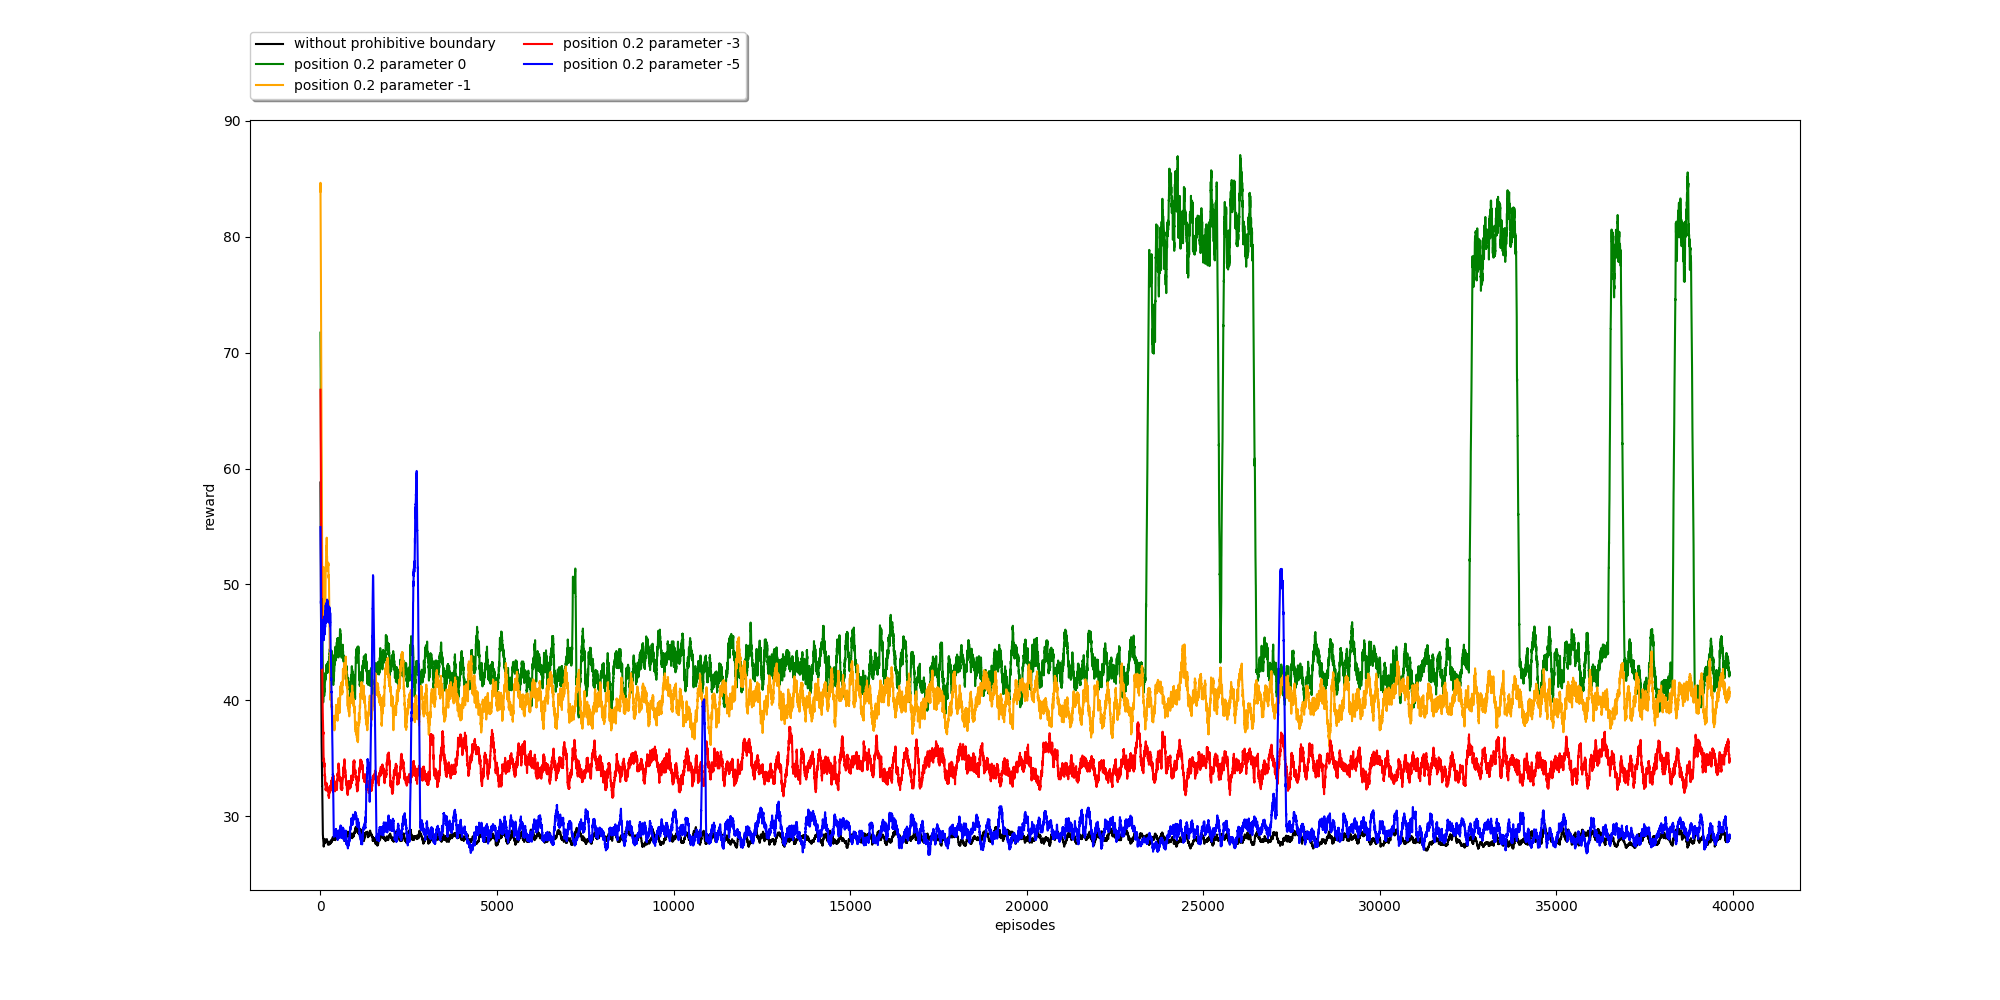 without prohibitive boundary
position 0.2 parameter 0
position 0.2 parameter -1
position 0.2 parameter -3
position 0.2 parameter -5
90
80
70
60
50
40
30
reward
0 5000 10000 15000 20000 25000 30000 35000 40000
episodes